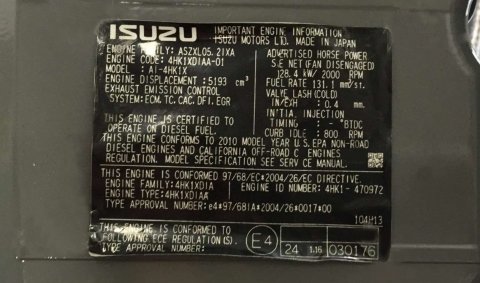 ISUZU IMPORTANT ENGIN INFORMATION
ISUZU MOTORS LTD. MADE IN JAPAN
ENGINE FAMILY: ASZXL05.2IXA
ENGINE CODE: 4HK1XDIAA-01
MODEL : AI-4HK1X
ENGINE DISPLACEMENT : 5193 cm³
EXHAUST EMISSION CONTROL
SYSTEM: ECM, TC, CAC, DFI, EGR
ADVERTISED HORSE POWER
S.E NET (FAN DISENGAGED)
128.4 kW/ 2000 RPM
FUEL RATE 131.1 mm³/st.
VALVE LASH (COLD)
IN/EXH : 0.4 mm
INITIAL INJECTION
TIMING : - °BTDC
CURB IDLE : 800 RPM
THIS ENGINE IS CERTIFIED TO
OPERATE ON DIESEL FUEL.
THIS ENGINE CONFORMS TO 2010 MODEL YEAR U.S. EPA NON-ROAD
DIESEL ENGINES AND CALIFORNIA OFF-ROAD C ENGINES
REGULATION. MODEL SPECIFICATION SEE SERVICE MANUAL.
THIS ENGINE IS CONFORMED 97/68/EC*2004/26/EC DIRECTIVE.
ENGINE FAMILY:4HK1XDIA ENGINE ID NUMBER: 4HK1- 470972
ENGINE TYPE:4HK1XDIAA
TYPE APPROVAL NUMBER: e4*97/68IA*2004/26*0017*00
104H13
THIS ENGINE IS CONFORMED TO
FOLLOWING ECE REGULATION(S).
TYPE APPROVAL NUMBER:
E4
24 1.16 030176